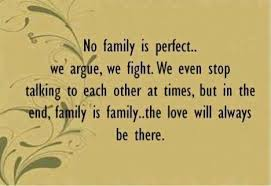 No family is perfect..
we argue, we fight. We even stop
talking to each other at times, but in the
end, family is family..the love will always
be there.